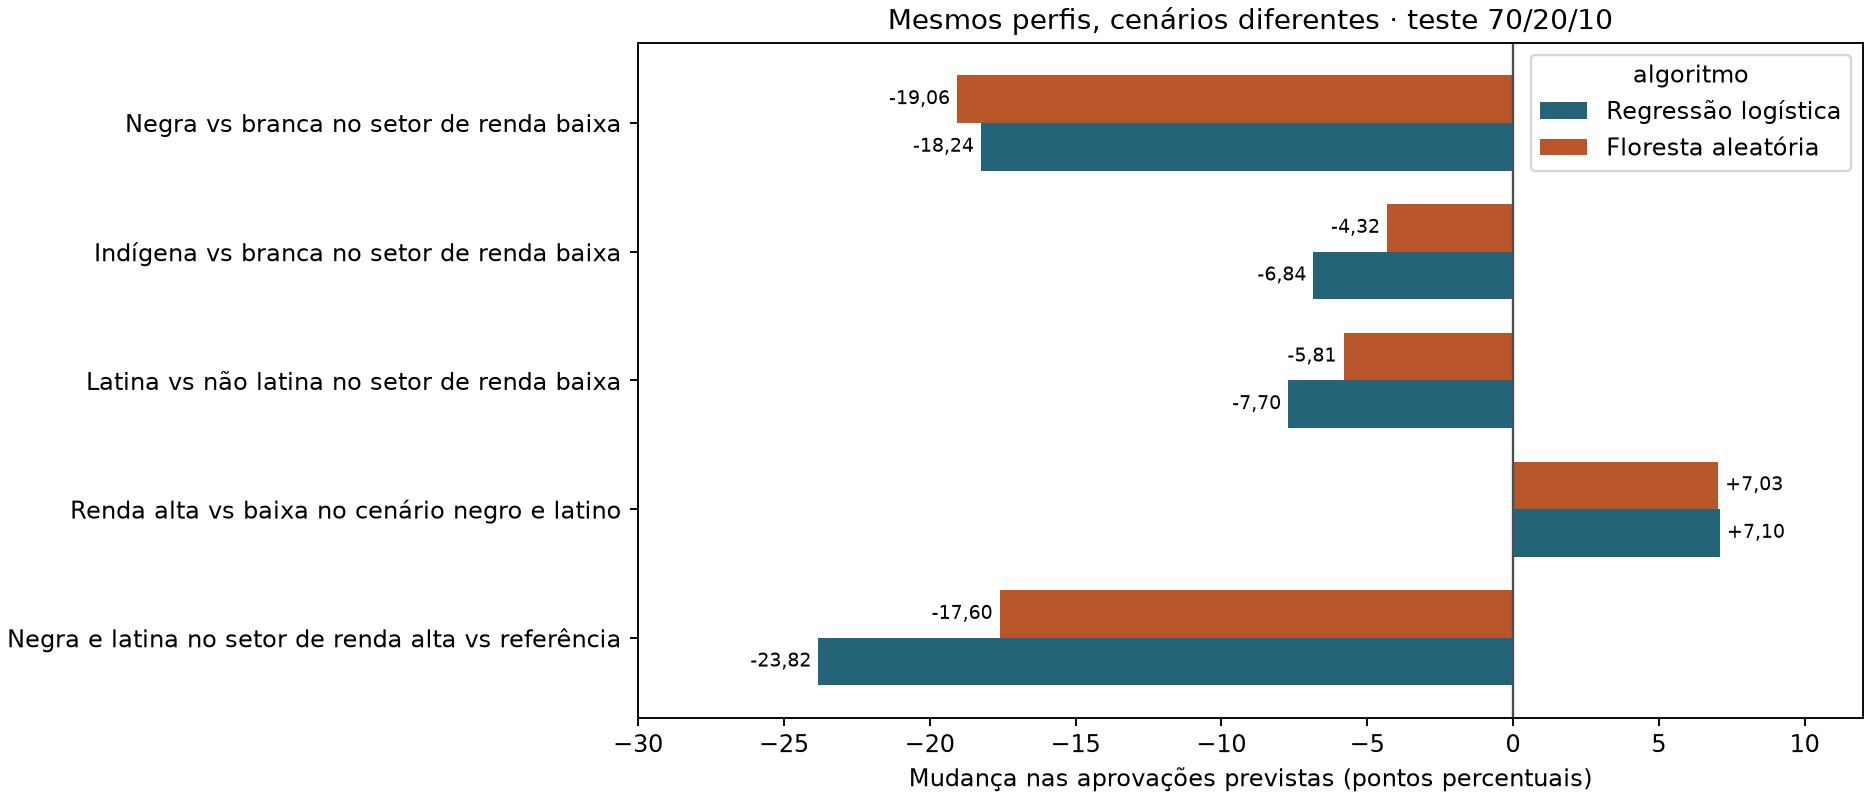 Mesmos perfis, cenários diferentes · teste 70/20/10
algoritmo
Regressão logística
Floresta aleatória
Negra vs branca no setor de renda baixa
-19,06
-18,24
Indígena vs branca no setor de renda baixa
-4,32
-6,84
Latina vs não latina no setor de renda baixa
-5,81
-7,70
Renda alta vs baixa no cenário negro e latino
+7,03
+7,10
Negra e latina no setor de renda alta vs referência
-17,60
-23,82
−30 −25 −20 −15 −10 −5 0 5 10
Mudança nas aprovações previstas (pontos percentuais)